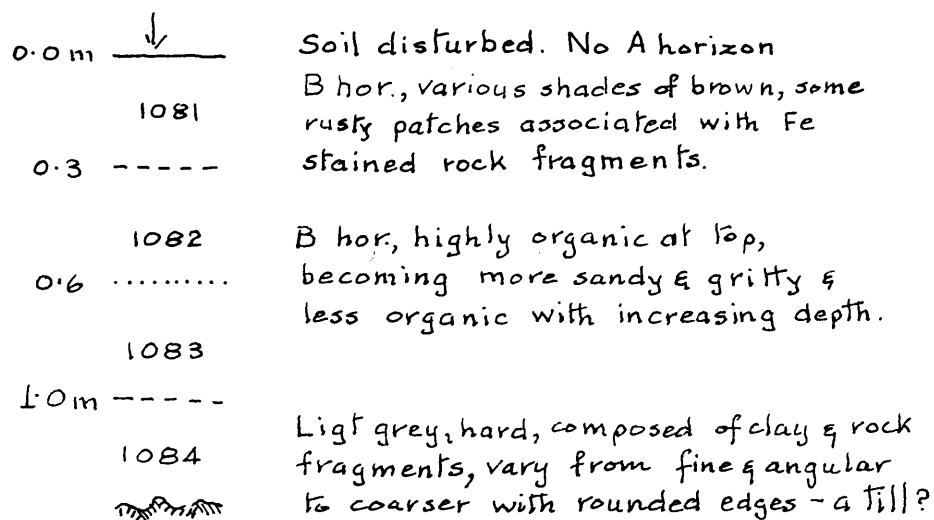 0.0 m Soil disturbed. No A horizon
1081 B hor., various shades of brown, some
rusty patches associated with Fe
0.3 stained rock fragments.
1082 B hor., highly organic at top,
0.6 becoming more sandy & gritty &
less organic with increasing depth.
1083
1.0 m
Ligt grey, hard, composed of clay & rock
1084 fragments, vary from fine & angular
to coarser with rounded edges - a till?